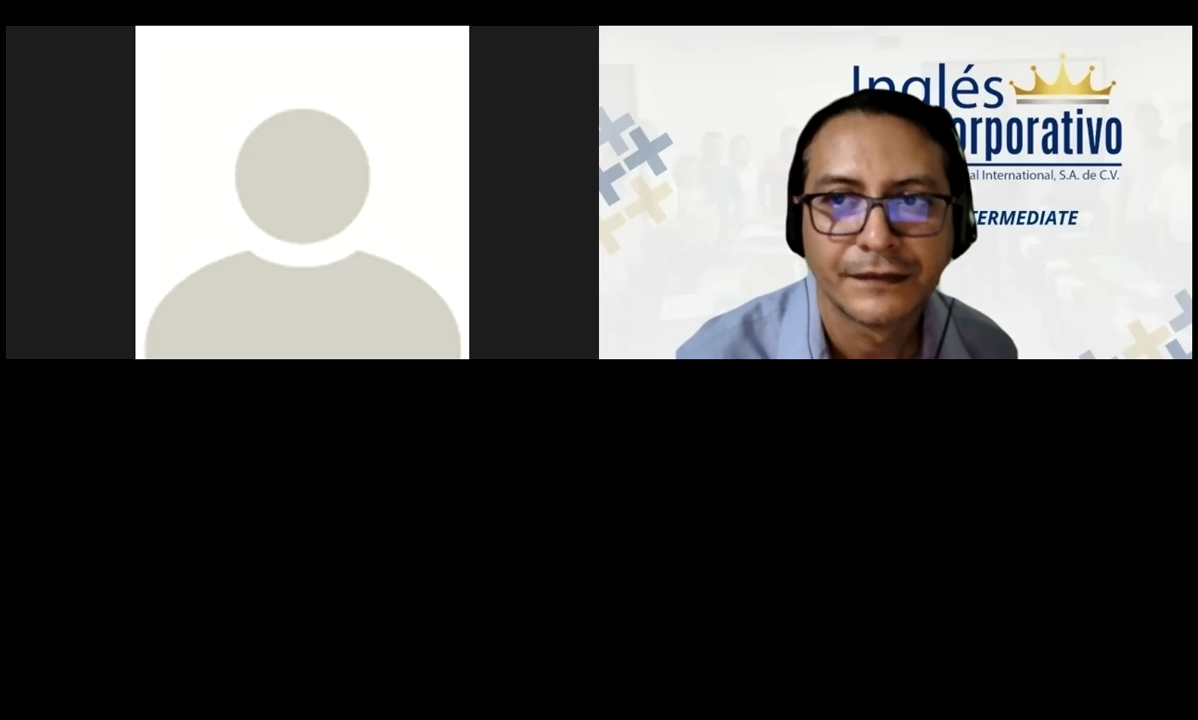 Inglés
orporativo
al International, S.A. de C.V.
TERMEDIATE